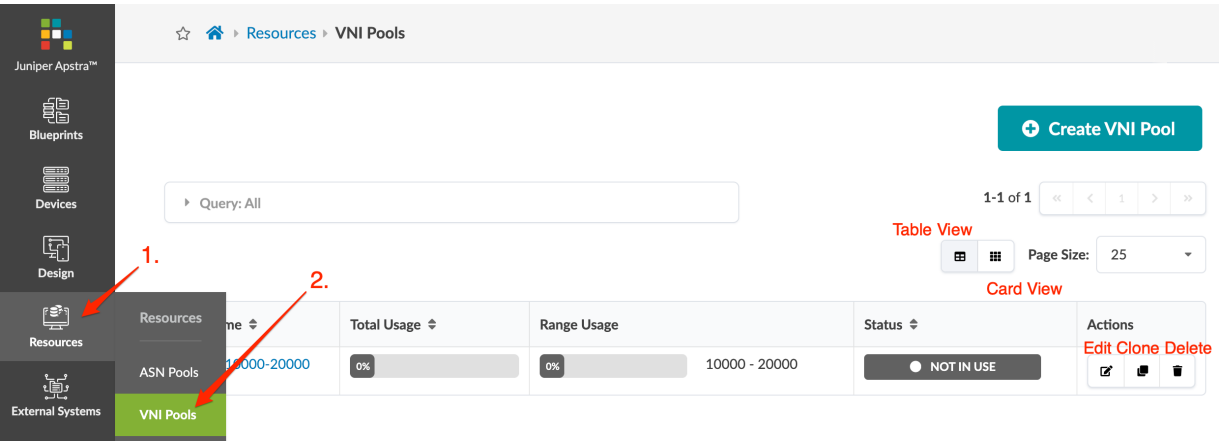 Juniper Apstra™
Resources
VNI Pools
Blueprints
Create VNI Pool
Devices
Query: All
1-1 of 1
1
Table View
Page Size:
25
Design
1.
2.
Card View
Resources
Resources
me
Total Usage
Range Usage
Status
Actions
Edit Clone Delete
ASN Pools
10000-20000
0%
0%
10000 - 20000
NOT IN USE
External Systems
VNI Pools